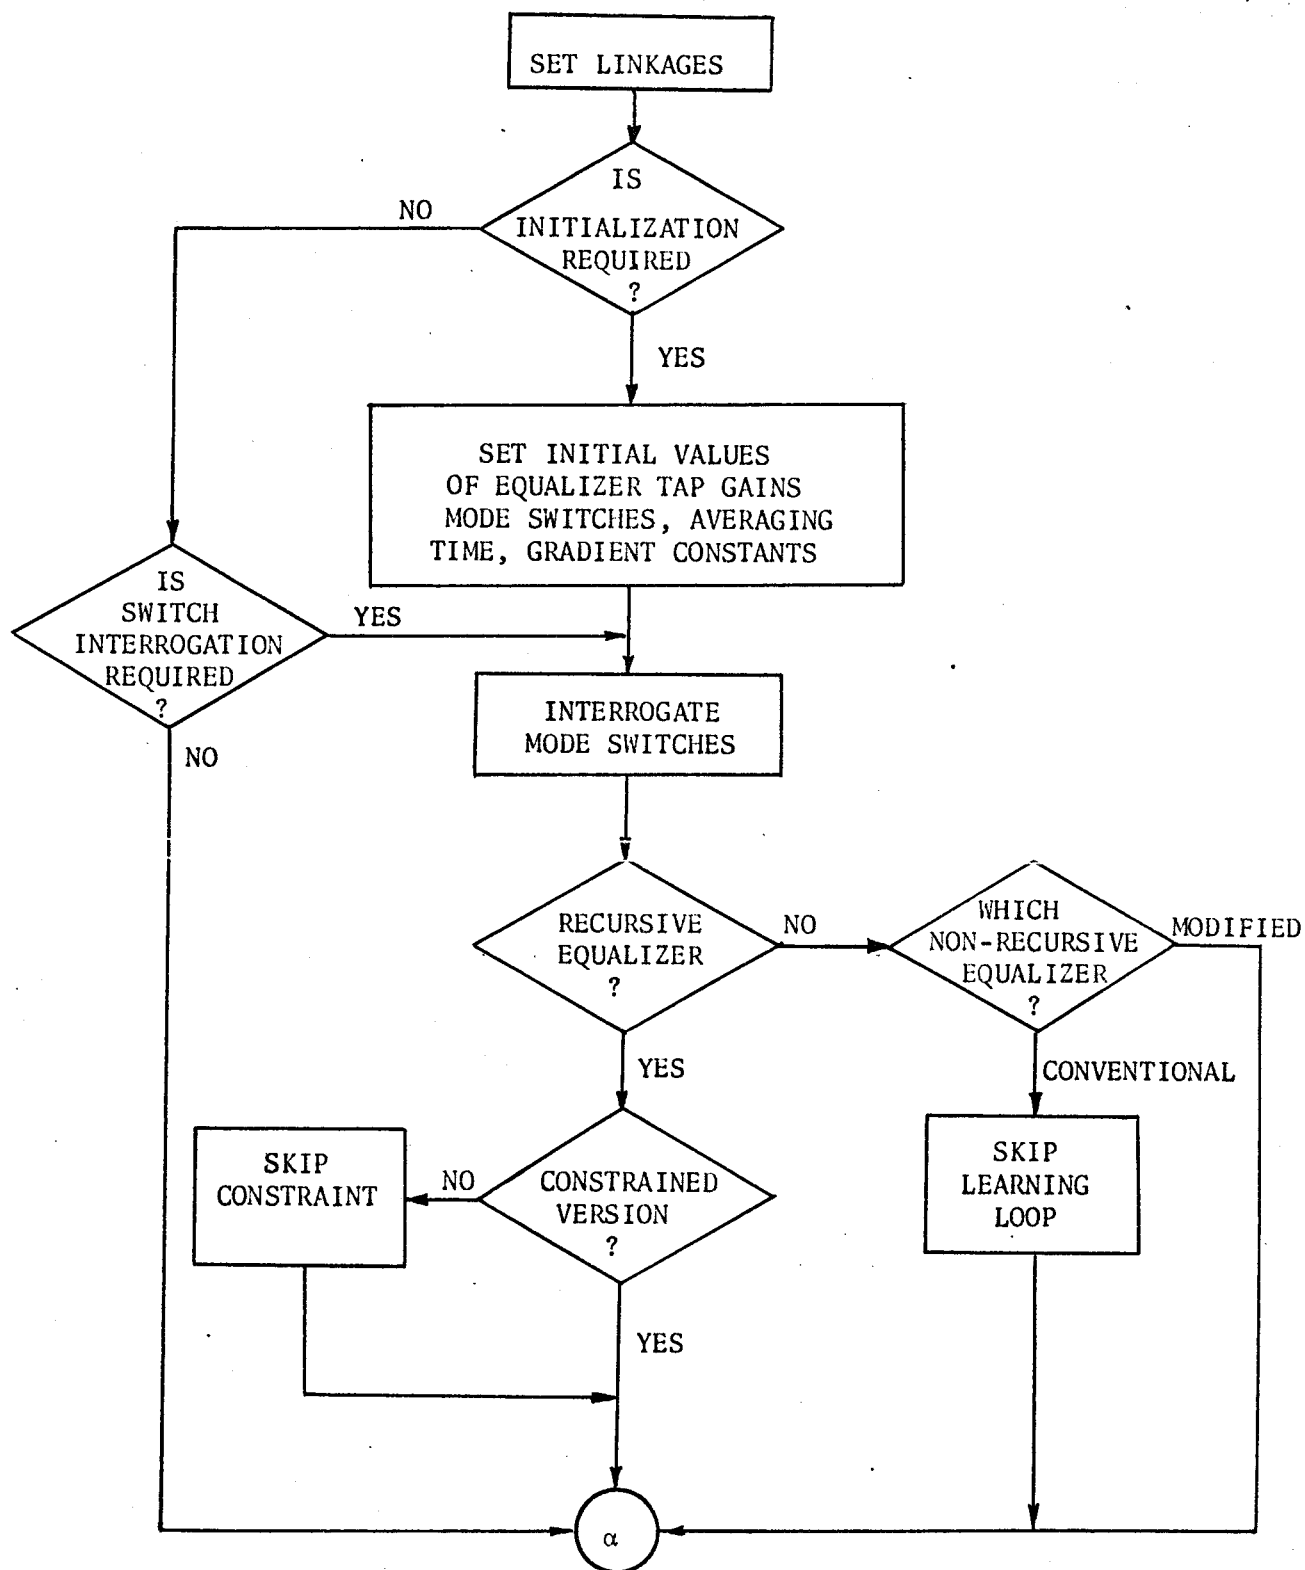 SET LINKAGES
IS
INITIALIZATION
REQUIRED
?
NO
YES
SET INITIAL VALUES
OF EQUALIZER TAP GAINS
MODE SWITCHES, AVERAGING
TIME, GRADIENT CONSTANTS
IS
SWITCH
INTERROGATION
REQUIRED
?
YES
NO
INTERROGATE
MODE SWITCHES
RECURSIVE
EQUALIZER
?
NO
WHICH
NON-RECURSIVE
EQUALIZER
?
MODIFIED
YES
CONVENTIONAL
SKIP
CONSTRAINT
NO
CONSTRAINED
VERSION
?
SKIP
LEARNING
LOOP
YES
α